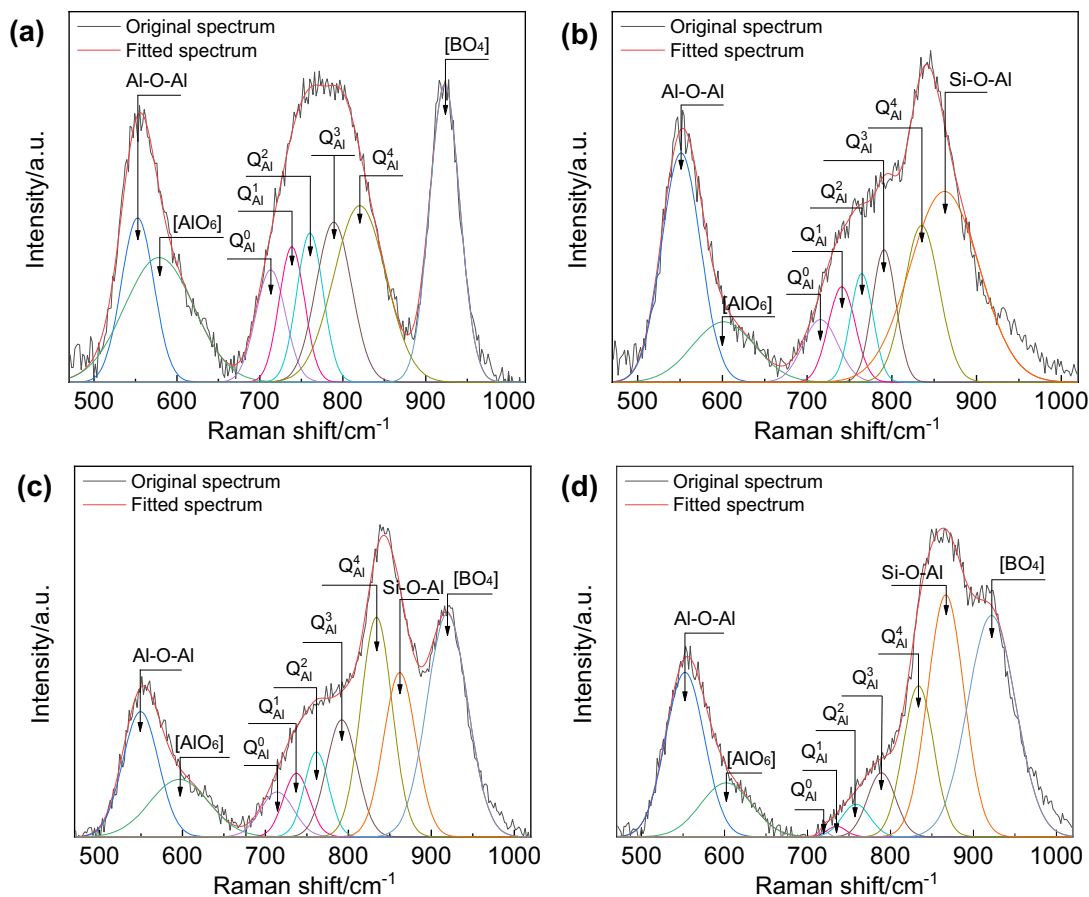 (a)
Original spectrum
Fitted spectrum
[BO₄]
Al-O-Al
Q³Al
Q²Al
Q⁴Al
Q¹Al
[AlO₆]
Q⁰Al
Intensity/a.u.
500 600 700 800 900 1000
Raman shift/cm⁻¹
(b)
Original spectrum
Fitted spectrum
Si-O-Al
Al-O-Al
Q⁴Al
Q³Al
Q²Al
Q¹Al
Q⁰Al
[AlO₆]
Intensity/a.u.
500 600 700 800 900 1000
Raman shift/cm⁻¹
(c)
Original spectrum
Fitted spectrum
Q⁴Al
Si-O-Al
[BO₄]
Q³Al
Al-O-Al
Q²Al
Q¹Al
[AlO₆]
Q⁰Al
Intensity/a.u.
500 600 700 800 900 1000
Raman shift/cm⁻¹
(d)
Original spectrum
Fitted spectrum
[BO₄]
Si-O-Al
Al-O-Al
Q⁴Al
Q³Al
Q²Al
Q¹Al
[AlO₆]
Q⁰Al
Intensity/a.u.
500 600 700 800 900 1000
Raman shift/cm⁻¹